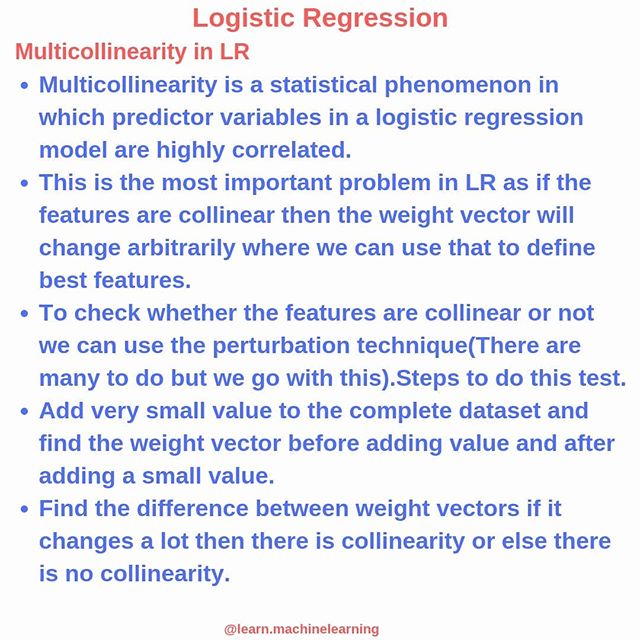 Logistic Regression
Multicollinearity in LR
• Multicollinearity is a statistical phenomenon in
which predictor variables in a logistic regression
model are highly correlated.
• This is the most important problem in LR as if the
features are collinear then the weight vector will
change arbitrarily where we can use that to define
best features.
• To check whether the features are collinear or not
we can use the perturbation technique(There are
many to do but we go with this).Steps to do this test.
• Add very small value to the complete dataset and
find the weight vector before adding value and after
adding a small value.
• Find the difference between weight vectors if it
changes a lot then there is collinearity or else there
is no collinearity.
@learn.machinelearning